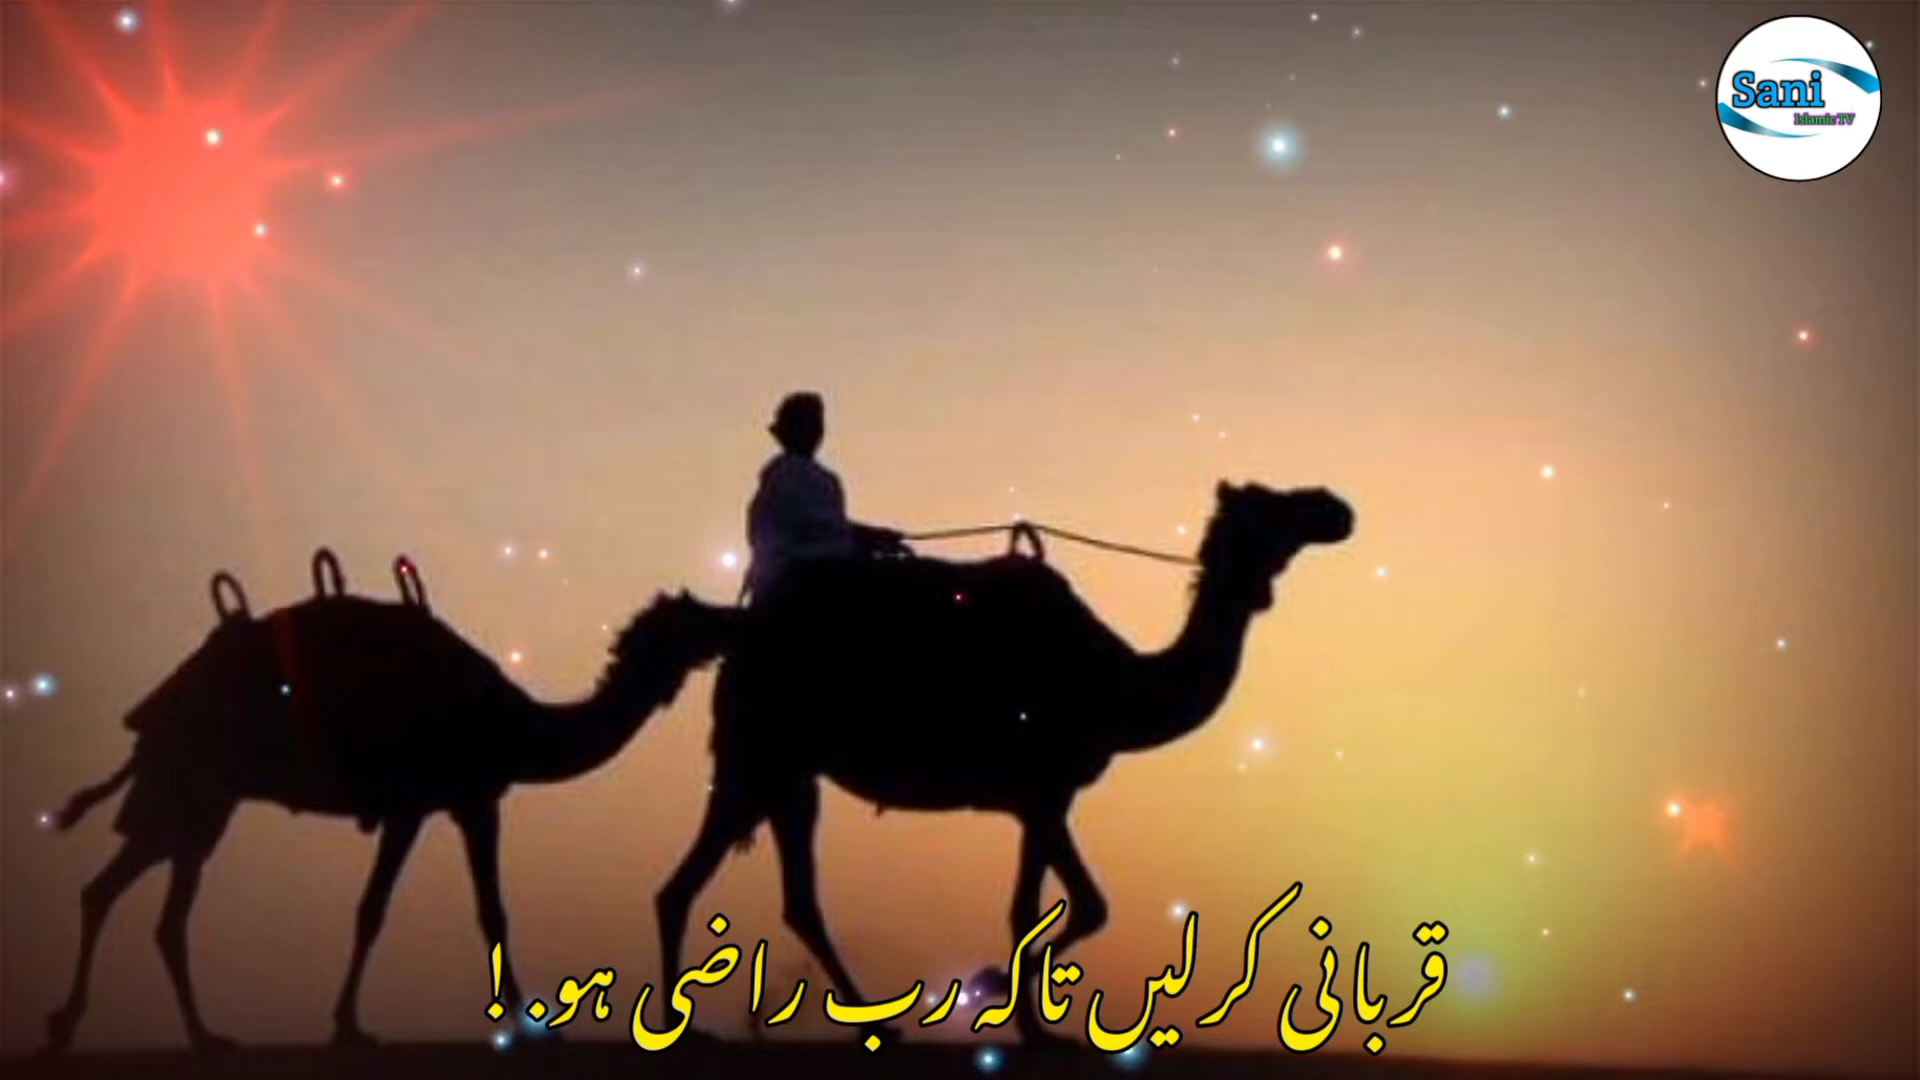 Sani
Islamic TV
قربانی کرلیں تاکہ رب راضی ہو. !